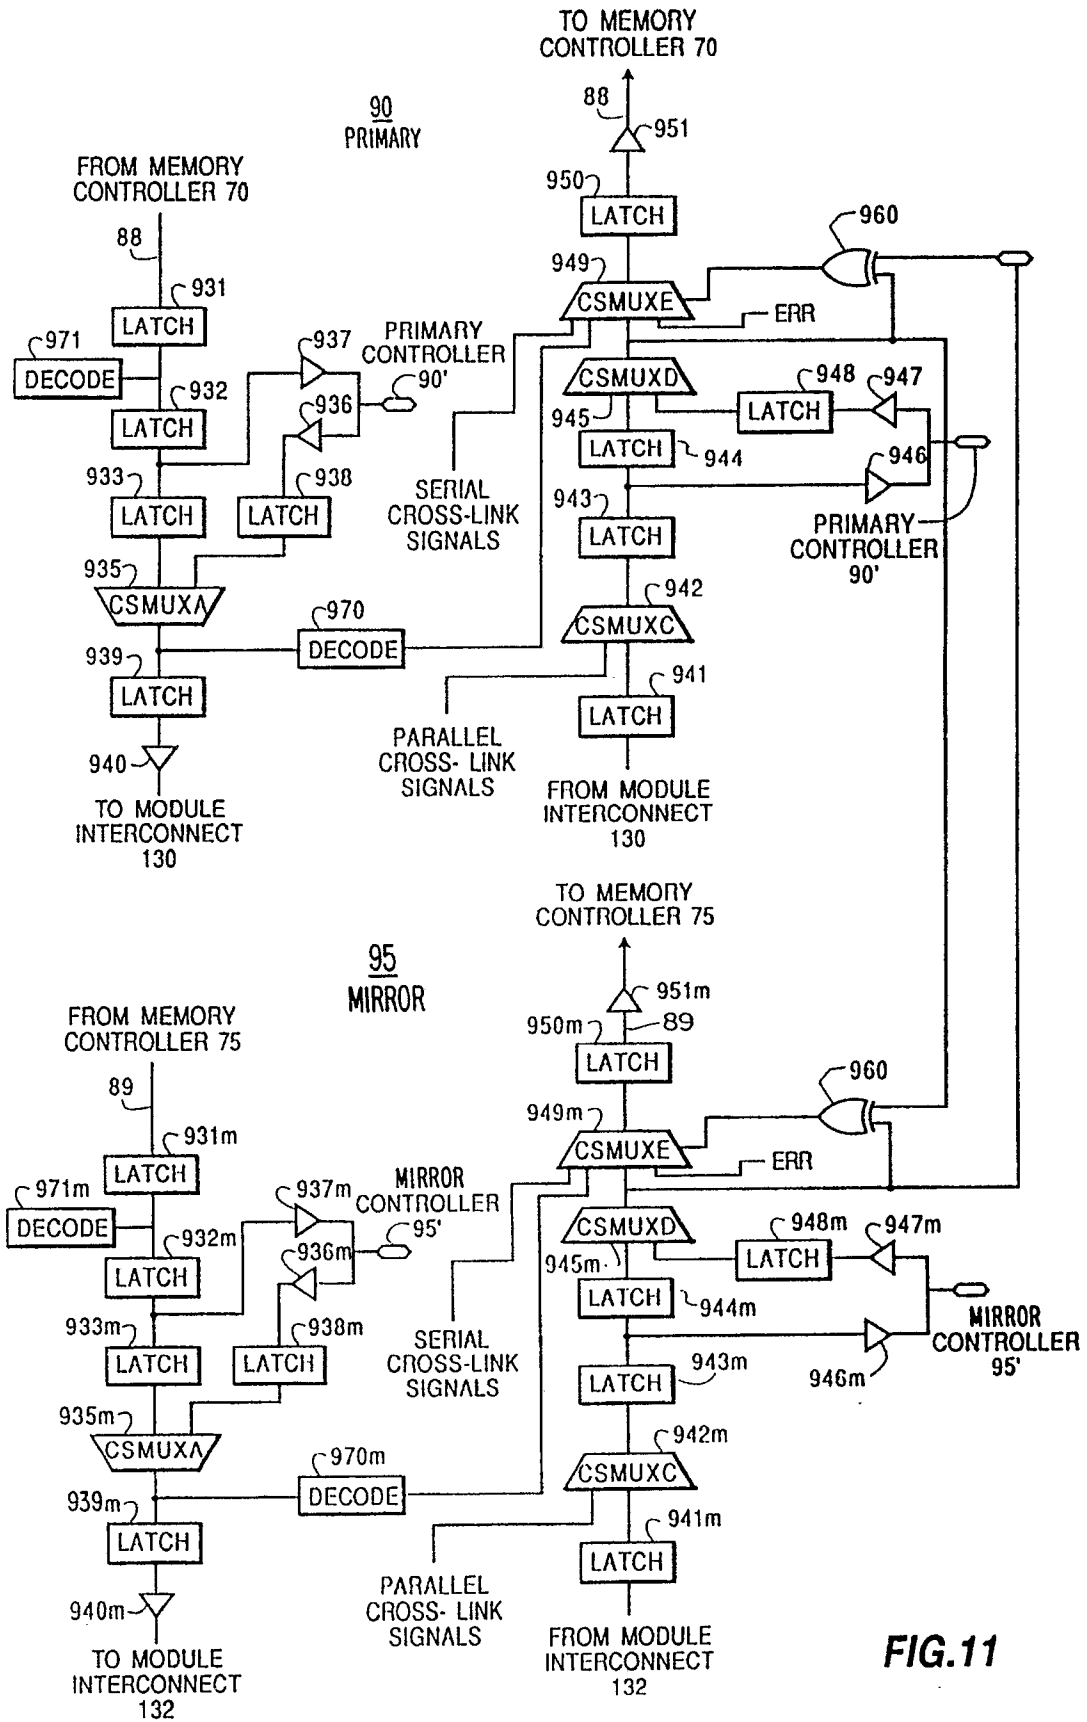 TO MEMORY
CONTROLLER 70
88
951
90
PRIMARY
FROM MEMORY
CONTROLLER 70
88
950
LATCH
960
949
CSMUXE
ERR
931
LATCH
971
DECODE
937
PRIMARY
CONTROLLER
90'
932
LATCH
936
CSMUXD
945
948
LATCH
947
LATCH
944
946
933
LATCH
938
LATCH
SERIAL
CROSS-LINK
SIGNALS
943
LATCH
PRIMARY
CONTROLLER
90'
935
CSMUXA
970
DECODE
942
CSMUXC
939
LATCH
941
LATCH
940
PARALLEL
CROSS- LINK
SIGNALS
TO MODULE
INTERCONNECT
130
FROM MODULE
INTERCONNECT
130
TO MEMORY
CONTROLLER 75
95
MIRROR
951m
89
FROM MEMORY
CONTROLLER 75
89
950m
LATCH
960
949m
CSMUXE
ERR
931m
LATCH
971m
DECODE
937m
MIRROR
CONTROLLER
95'
932m
LATCH
936m
CSMUXD
945m
948m
LATCH
947m
LATCH
944m
MIRROR
CONTROLLER
95'
933m
LATCH
938m
LATCH
SERIAL
CROSS-LINK
SIGNALS
943m
LATCH
946m
935m
CSMUXA
970m
DECODE
942m
CSMUXC
939m
LATCH
941m
LATCH
940m
PARALLEL
CROSS- LINK
SIGNALS
TO MODULE
INTERCONNECT
132
FROM MODULE
INTERCONNECT
132
FIG.11